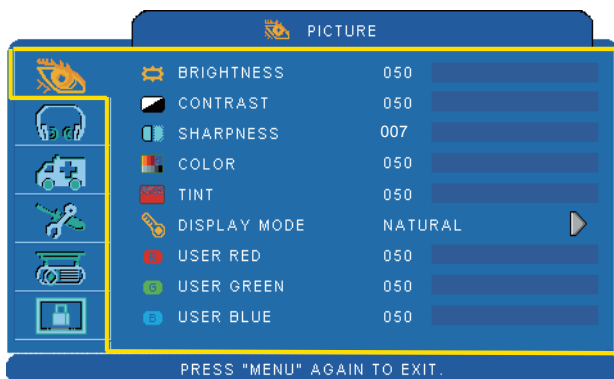 PICTURE
BRIGHTNESS 050
CONTRAST 050
SHARPNESS 007
COLOR 050
TINT 050
DISPLAY MODE NATURAL
R USER RED 050
G USER GREEN 050
B USER BLUE 050
PRESS "MENU" AGAIN TO EXIT.